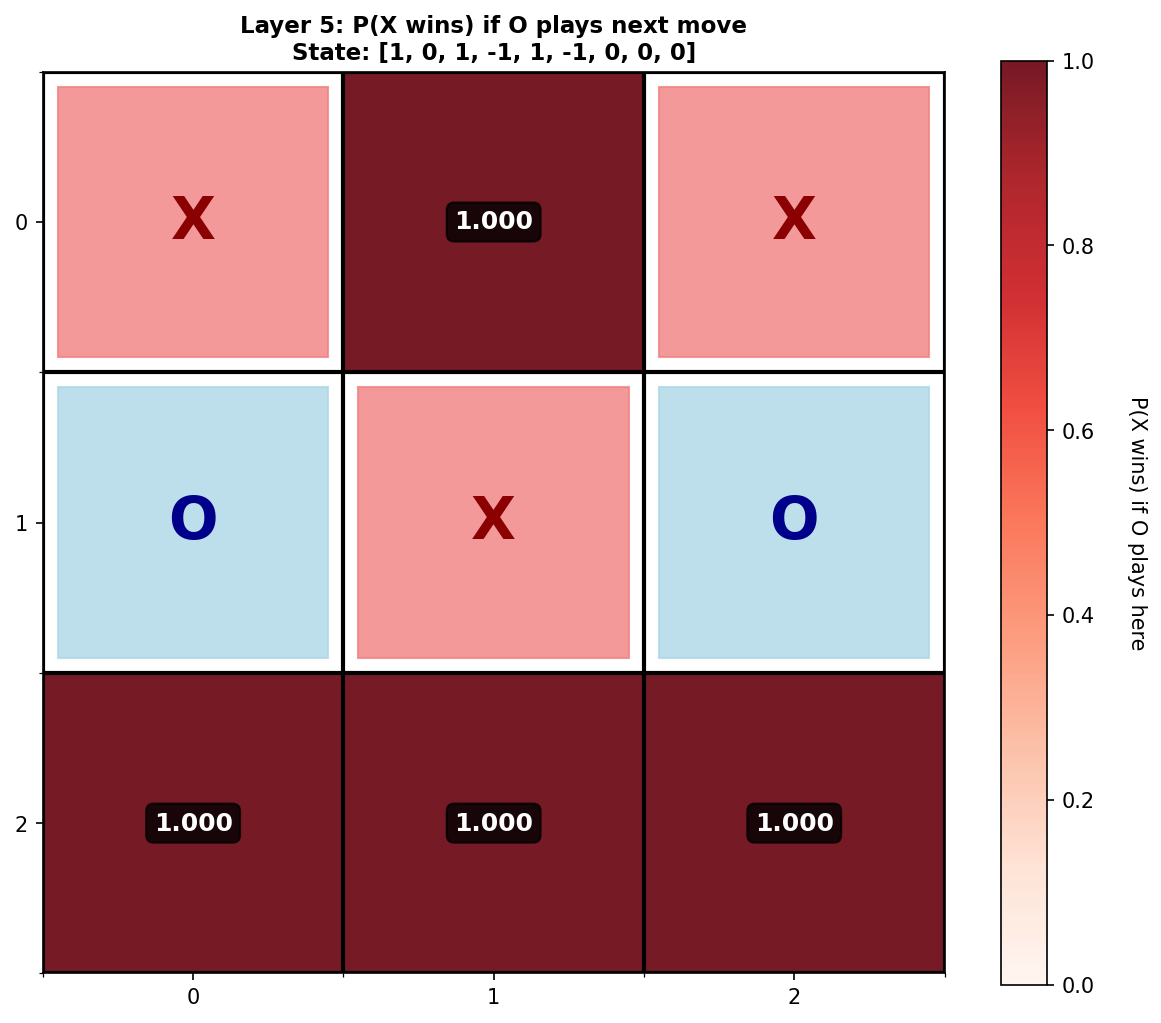 Layer 5: P(X wins) if O plays next move
State: [1, 0, 1, -1, 1, -1, 0, 0, 0]
0
X
1.000
X
1
O
X
O
2
1.000
1.000
1.000
0
1
2
1.0
0.8
0.6
0.4
0.2
0.0
P(X wins) if O plays here